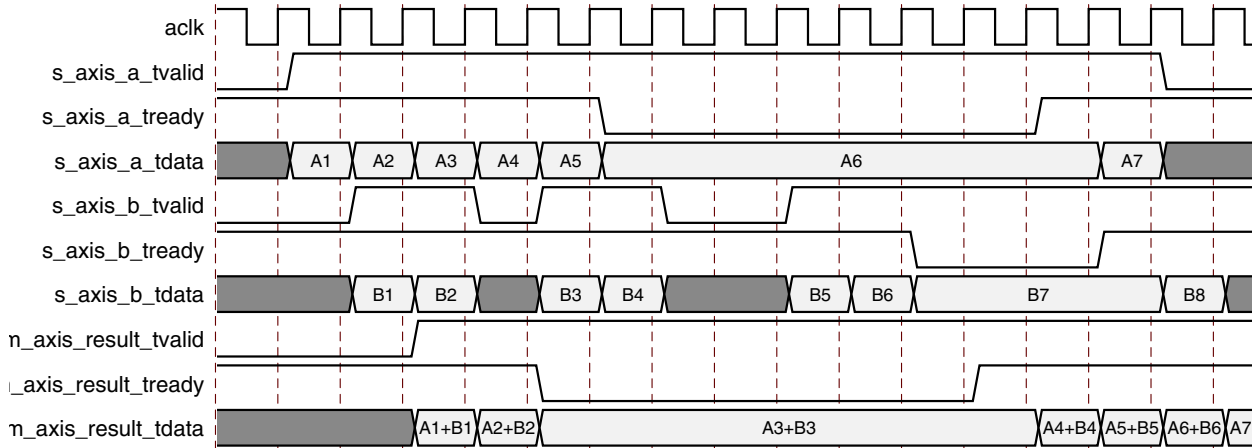 aclk
s_axis_a_tvalid
s_axis_a_tready
s_axis_a_tdata A1 A2 A3 A4 A5 A6 A7
s_axis_b_tvalid
s_axis_b_tready
s_axis_b_tdata B1 B2 B3 B4 B5 B6 B7 B8
m_axis_result_tvalid
_axis_result_tready
m_axis_result_tdata A1+B1 A2+B2 A3+B3 A4+B4 A5+B5 A6+B6 A7